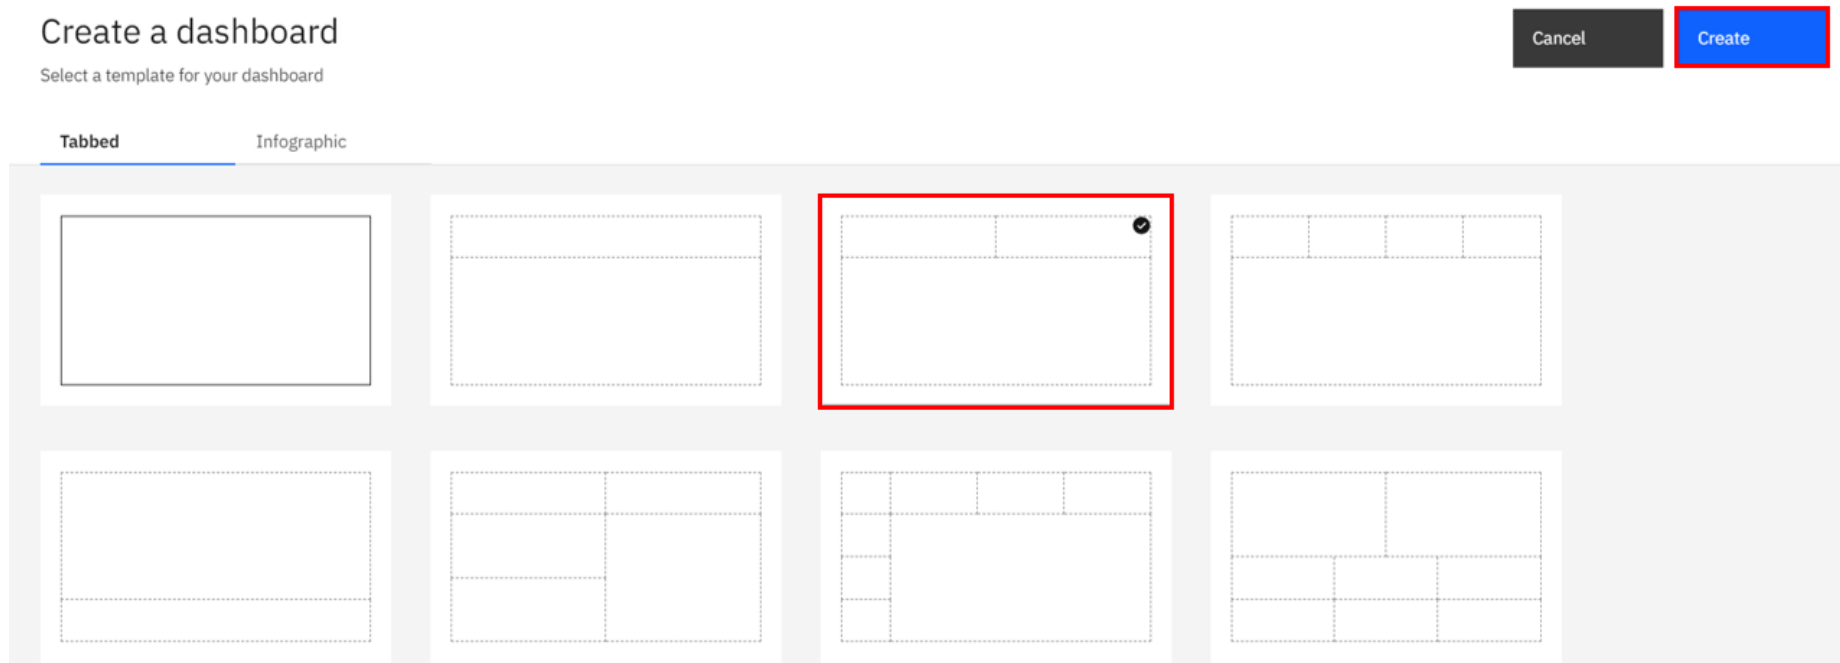 Create a dashboard
Cancel
Create
Select a template for your dashboard
Tabbed
Infographic